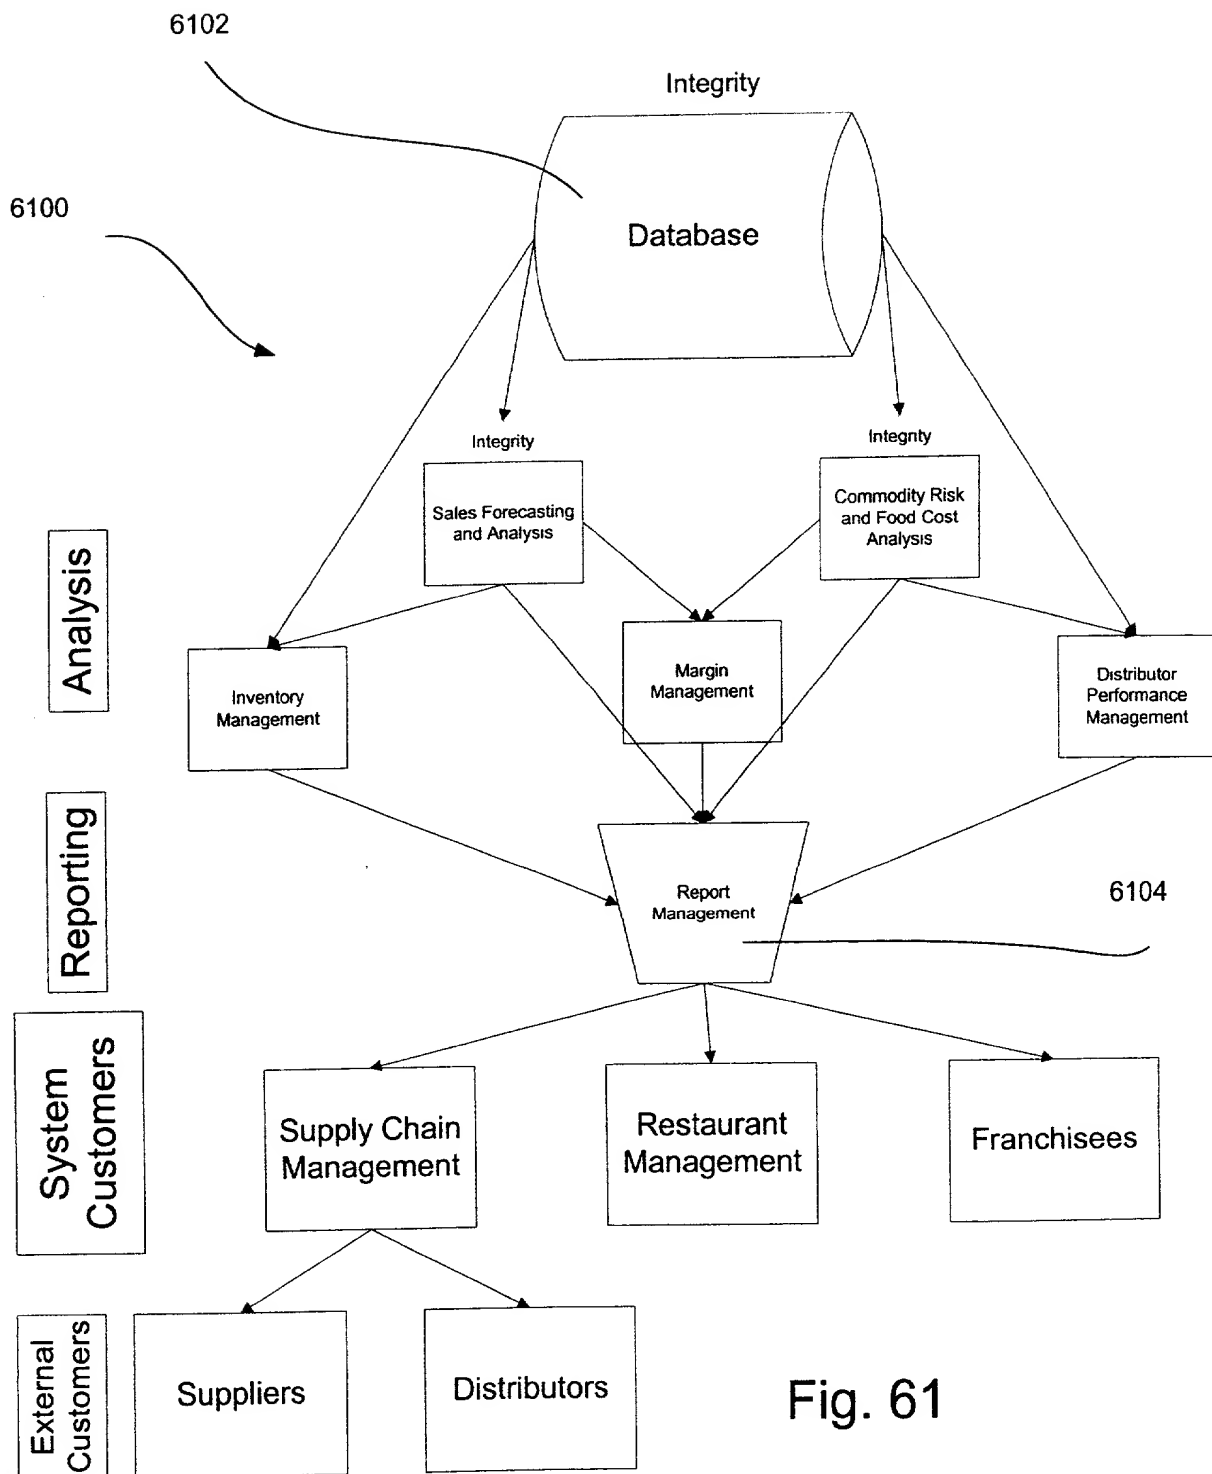 6102
Integrity
Database
6100
Integrity
Integrity
Sales Forecasting
and Analysis
Commodity Risk
and Food Cost
Analysis
Analysis
Inventory
Management
Margin
Management
Distributor
Performance
Management
Reporting
Report
Management
6104
System
Customers
Supply Chain
Management
Restaurant
Management
Franchisees
External
Customers
Suppliers
Distributors
Fig. 61